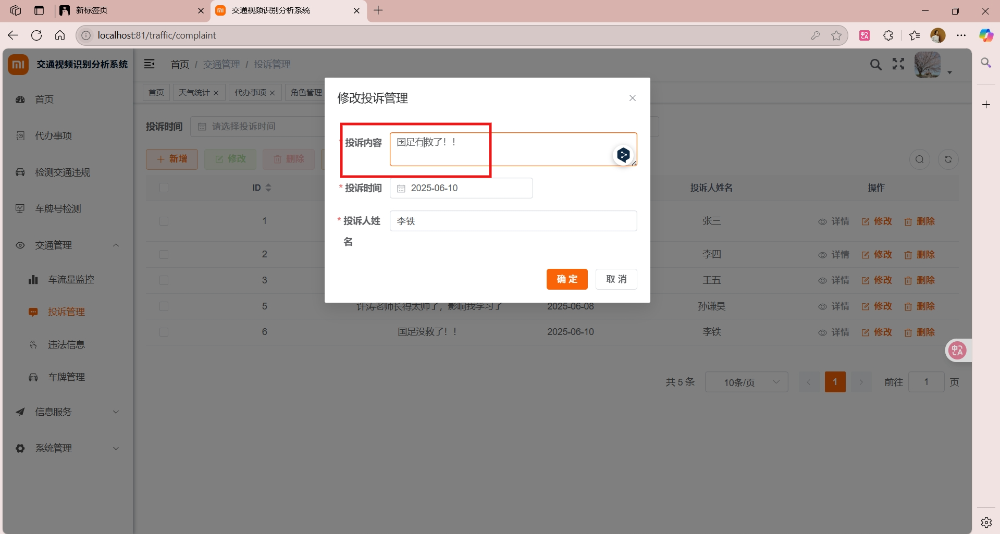 新标签页
交通视频识别分析系统
localhost:81/traffic/complaint
mi 交通视频识别分析系统
首页 / 交通管理 / 投诉管理
首页
天气统计
代办事项
角色管理
首页
代办事项
检测交通违规
车牌号检测
交通管理
车流量监控
投诉管理
违法信息
车牌管理
信息服务
系统管理
投诉时间 请选择投诉时间
新增 修改 删除
修改投诉管理
* 投诉内容 国足有救了！！
* 投诉时间 2025-06-10
* 投诉人姓名 李铁
确 定 取 消
ID 投诉人姓名 操作
1 张三 详情 修改 删除
2 李四 详情 修改 删除
3 王五 详情 修改 删除
5 许涛老师长得太帅了，影响我学习了 2025-06-08 孙谦昊 详情 修改 删除
6 国足没救了！！ 2025-06-10 李铁 详情 修改 删除
共 5 条 10条/页 1 前往 1 页